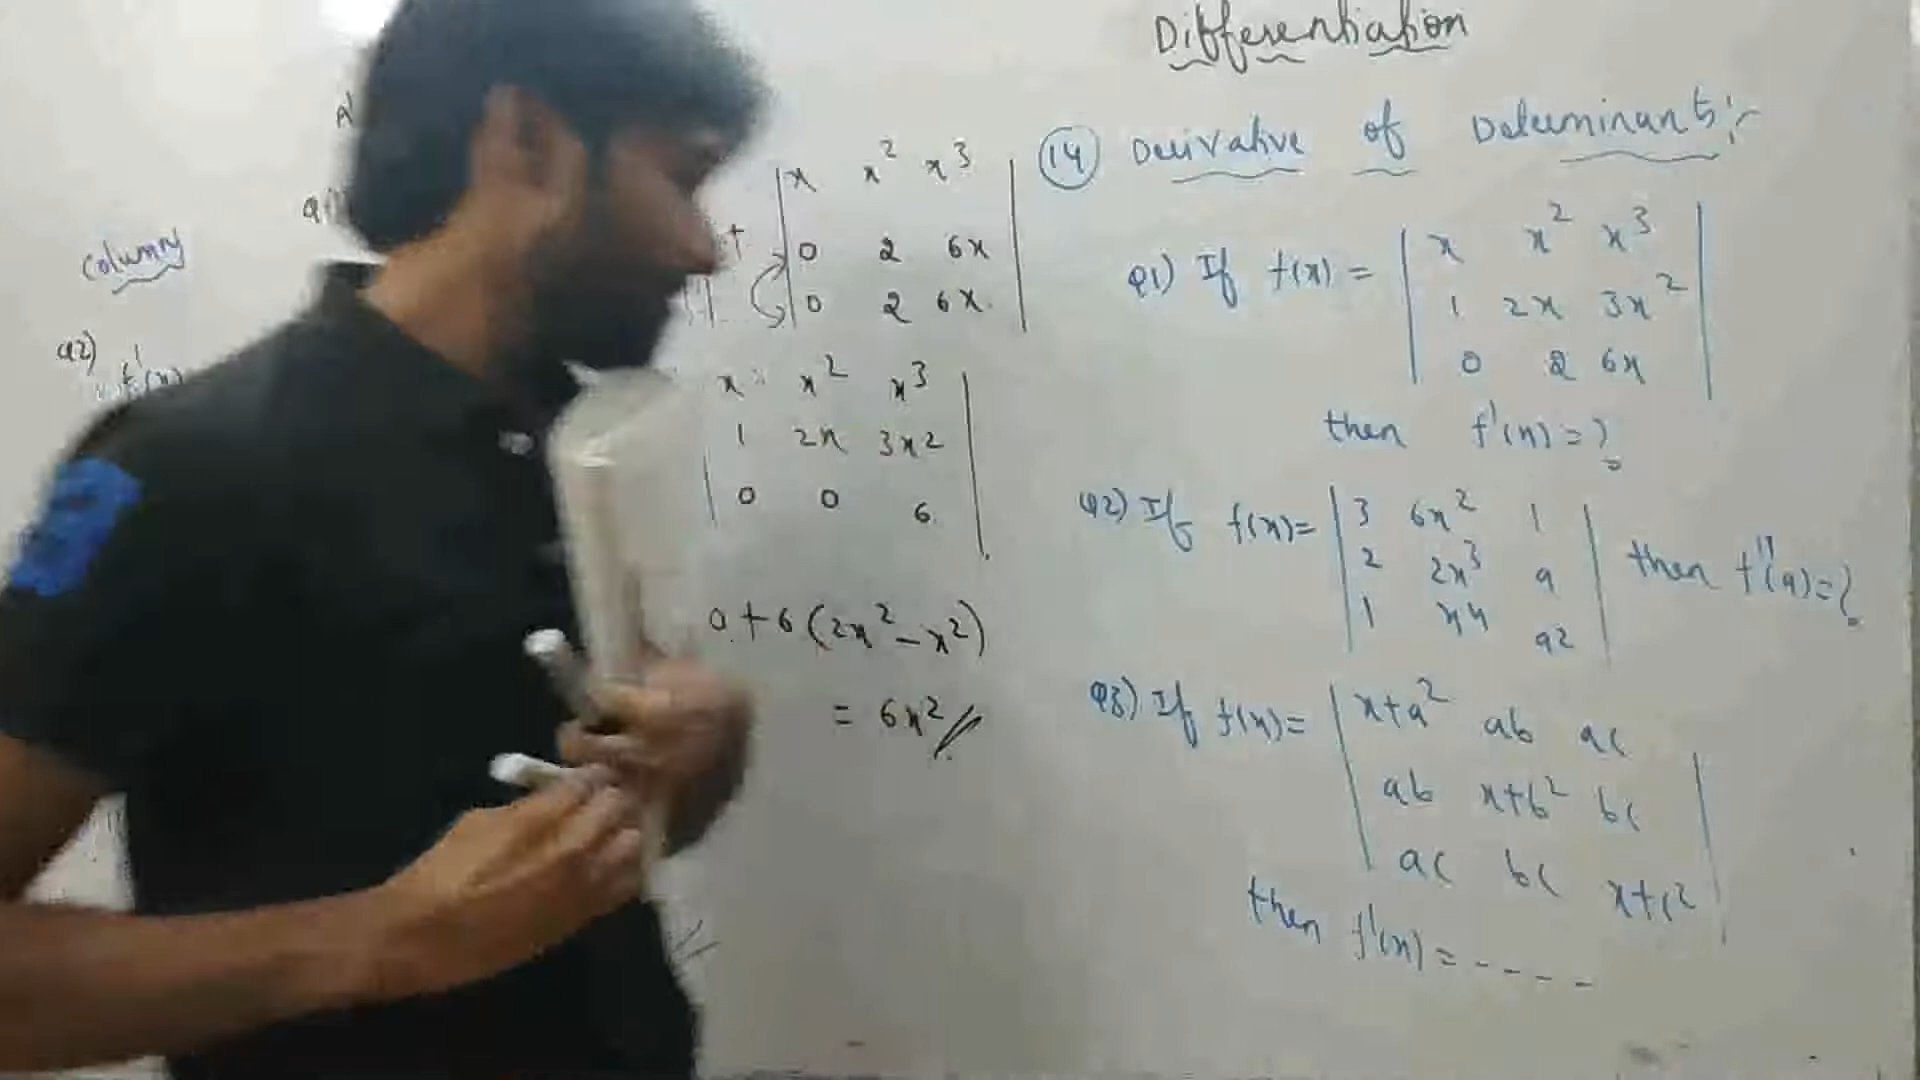 Differentiation
(14) Derivative of Determinants:-
Q1) If f(x) = | x x² x³ |
| 1 2x 3x² |
| 0 2 6x |
then f'(x) = ?
Q2) If f(x) = | 3 6x² 1 | then f''(a) = ?
| 2 2x³ a |
| 1 x4 a2 |
Q3) If f(x) = | x+a² ab ac |
| ab x+b² bc |
| ac bc x+c2 |
then f'(x) = - - - -
column
Q2)
f'(x)
| x x² x³ |
+ | 0 2 6x |
| 0 2 6x |
x x² x³ |
1 2x 3x2 |
| 0 0 6 |
0 + 6 (2x² - x²)
= 6x² //